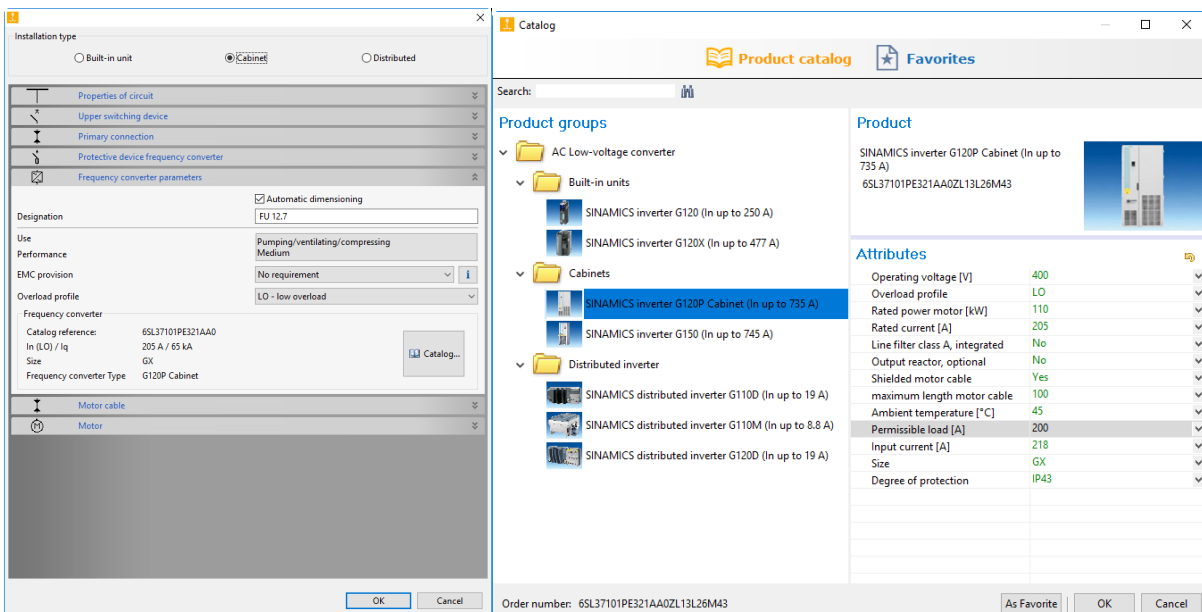 Installation type
Built-in unit
Cabinet
Distributed
Properties of circuit
Upper switching device
Primary connection
Protective device frequency converter
Frequency converter parameters
Automatic dimensioning
Designation FU 12.7
Use Pumping/ventilating/compressing
Performance Medium
EMC provision No requirement i
Overload profile LO - low overload
Frequency converter
Catalog reference: 6SL37101PE321AA0
In (LO) / Iq 205 A / 65 kA
Size GX
Frequency converter Type G120P Cabinet
Catalog...
Motor cable
Motor
OK Cancel
Catalog
Product catalog Favorites
Search:
Product groups
AC Low-voltage converter
Built-in units
SINAMICS inverter G120 (In up to 250 A)
SINAMICS inverter G120X (In up to 477 A)
Cabinets
SINAMICS inverter G120P Cabinet (In up to 735 A)
SINAMICS inverter G150 (In up to 745 A)
Distributed inverter
SINAMICS distributed inverter G110D (In up to 19 A)
SINAMICS distributed inverter G110M (In up to 8.8 A)
SINAMICS distributed inverter G120D (In up to 19 A)
Product
SINAMICS inverter G120P Cabinet (In up to
735 A)
6SL37101PE321AA0ZL13L26M43
Attributes
Operating voltage [V] 400
Overload profile LO
Rated power motor [kW] 110
Rated current [A] 205
Line filter class A, integrated No
Output reactor, optional No
Shielded motor cable Yes
maximum length motor cable 100
Ambient temperature [°C] 45
Permissible load [A] 200
Input current [A] 218
Size GX
Degree of protection IP43
Order number: 6SL37101PE321AA0ZL13L26M43
As Favorite OK Cancel